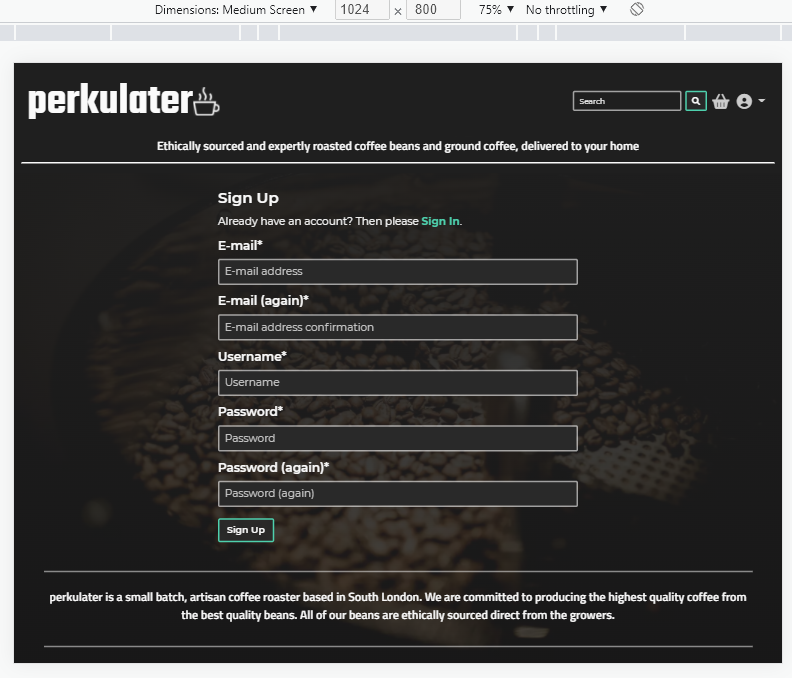 Dimensions: Medium Screen ▼ 1024 × 800 75% ▼ No throttling ▼
perkulater
Search
Ethically sourced and expertly roasted coffee beans and ground coffee, delivered to your home
Sign Up
Already have an account? Then please Sign In.
E-mail*
E-mail address
E-mail (again)*
E-mail address confirmation
Username*
Username
Password*
Password
Password (again)*
Password (again)
Sign Up
perkulater is a small batch, artisan coffee roaster based in South London. We are committed to producing the highest quality coffee from
the best quality beans. All of our beans are ethically sourced direct from the growers.